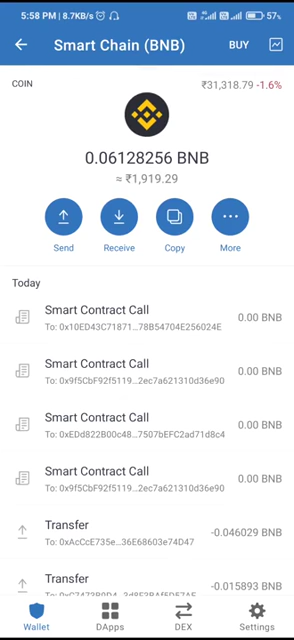 5:58 PM | 8.7KB/s
57%
Smart Chain (BNB)
BUY
COIN
₹31,318.79 -1.6%
0.06128256 BNB
≈ ₹1,919.29
Send
Receive
Copy
More
Today
Smart Contract Call
0.00 BNB
To: 0x10ED43C71871...78B54704E256024E
Smart Contract Call
0.00 BNB
To: 0x9f5CbF92f5119...2ec7a621310d36e90
Smart Contract Call
0.00 BNB
To: 0xEDd822B00c48...7507bEFC2ad71d8c4
Smart Contract Call
0.00 BNB
To: 0x9f5CbF92f5119...2ec7a621310d36e90
Transfer
-0.046029 BNB
To: 0xAcCcE735e...36E68603e74D47
Transfer
-0.015893 BNB
Wallet
DApps
DEX
Settings